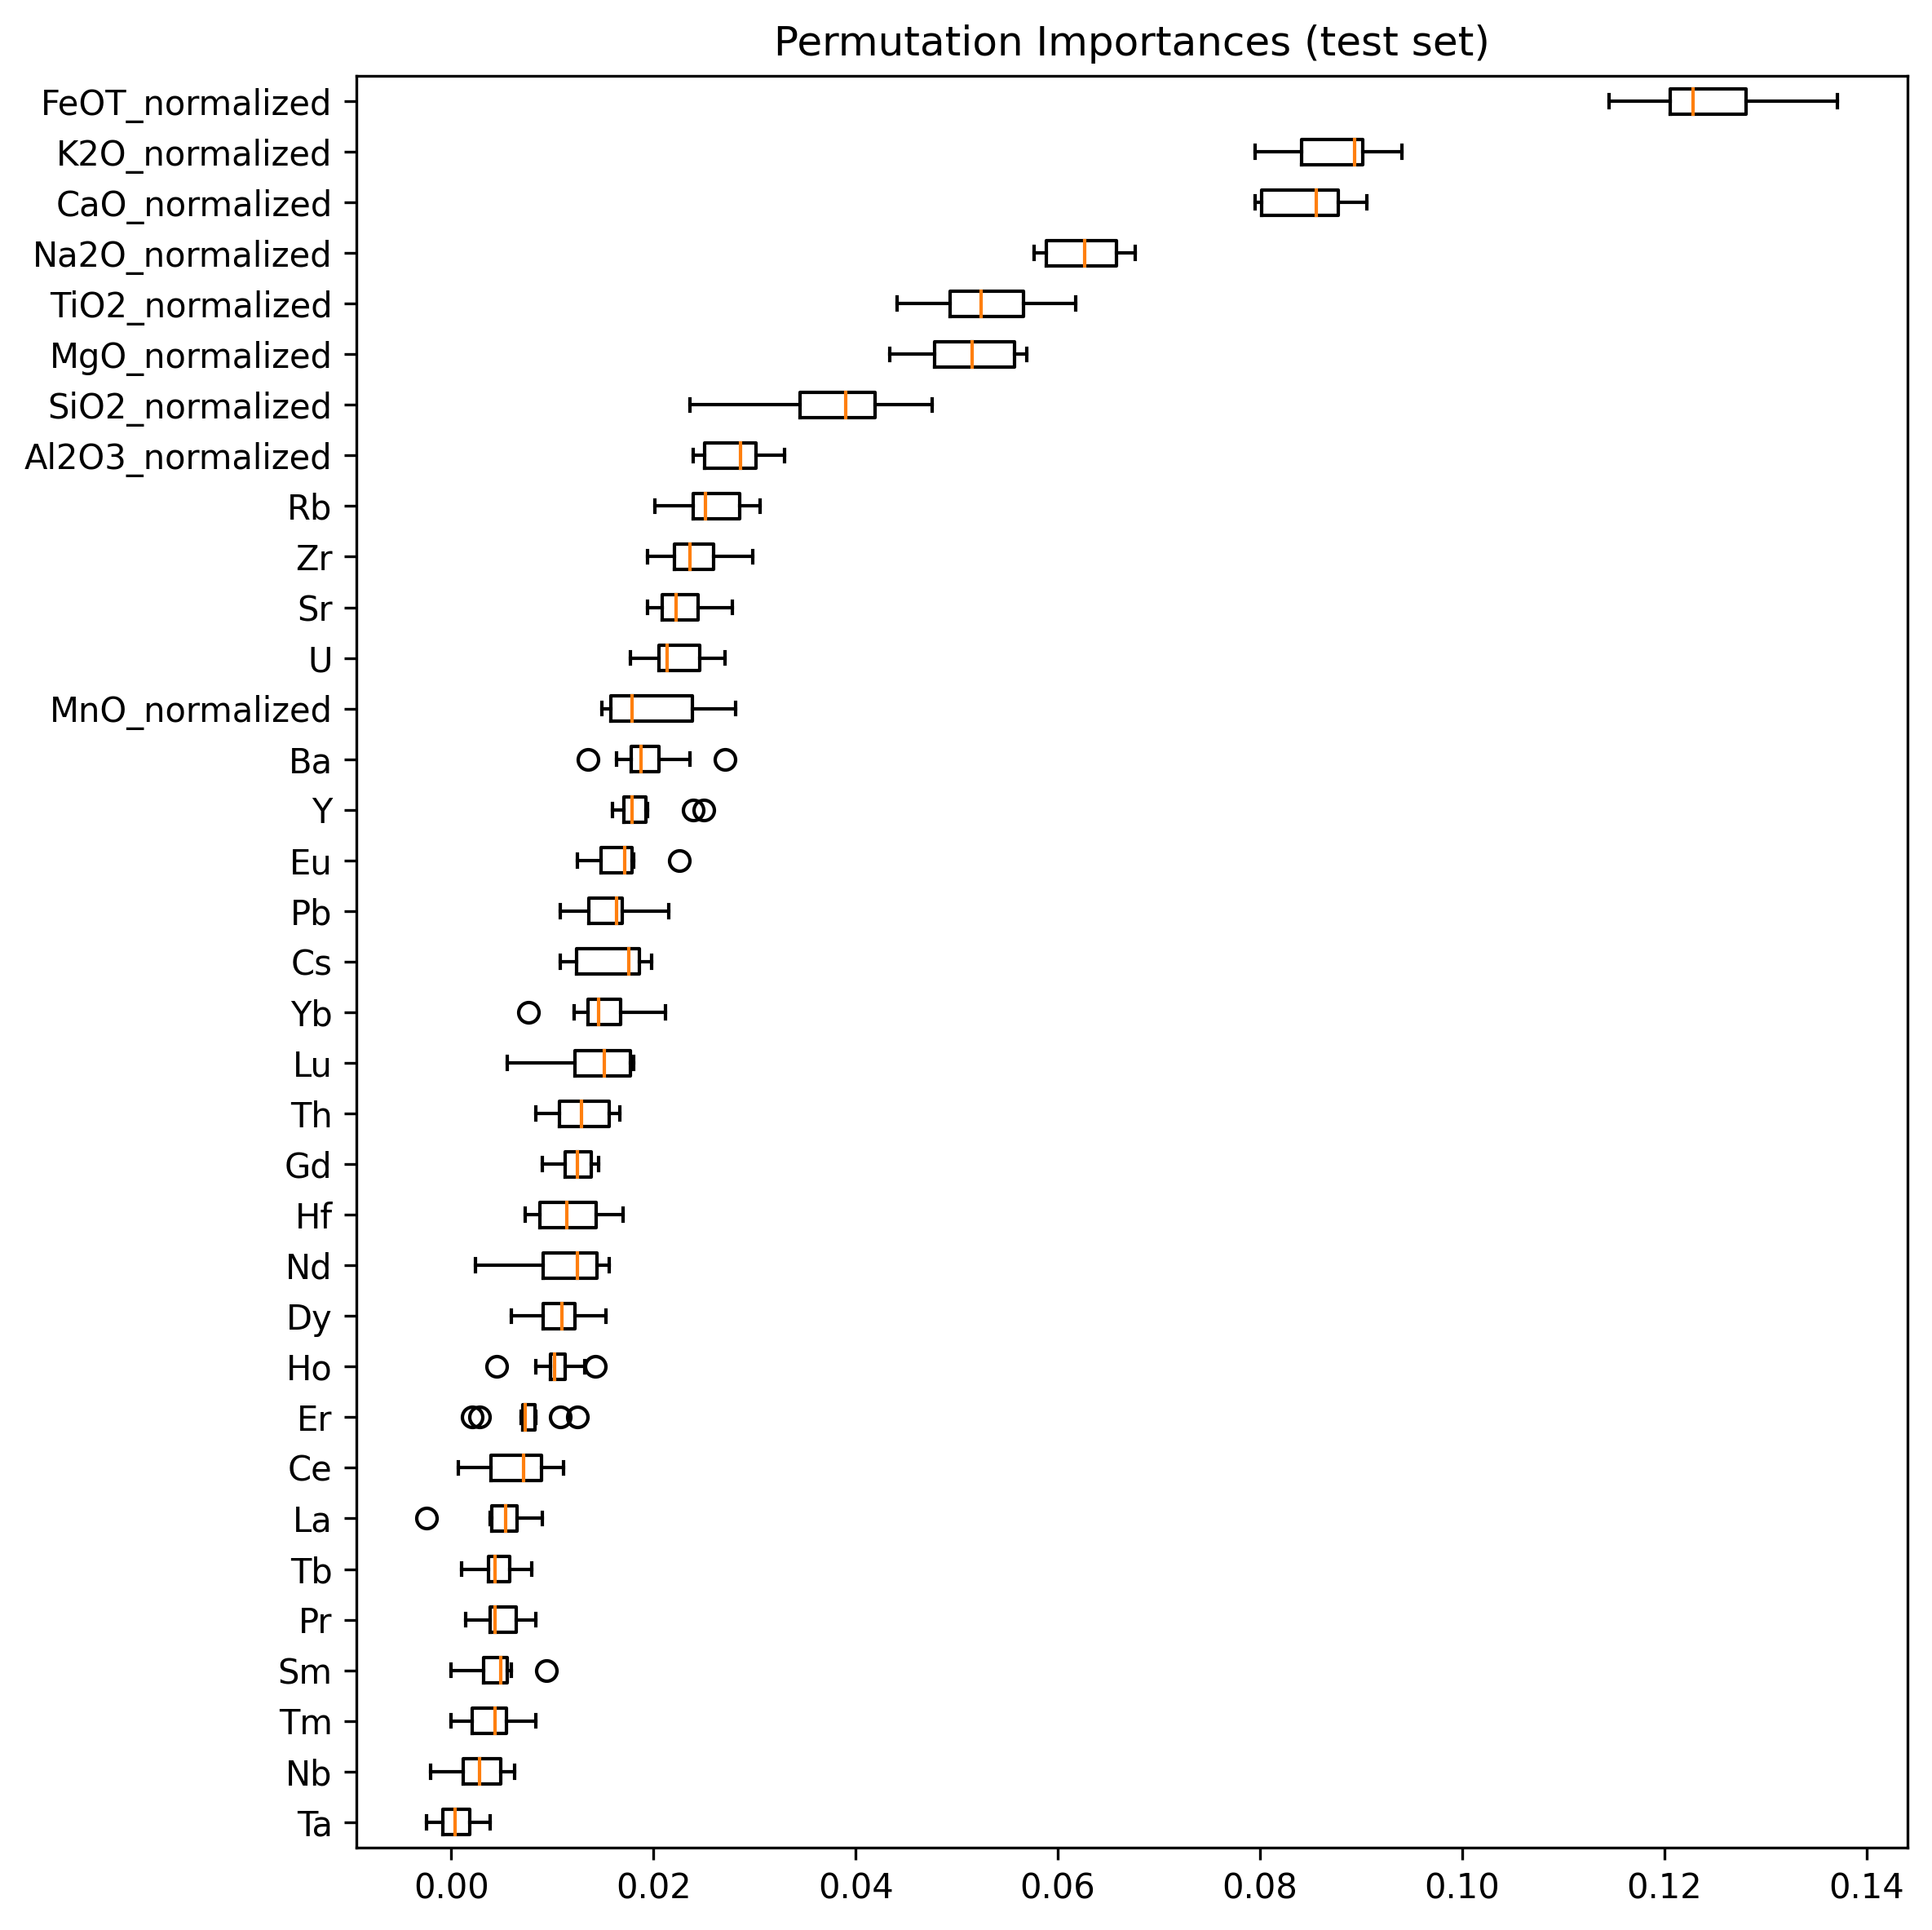 Permutation Importances (test set)
FeOT_normalized
K2O_normalized
CaO_normalized
Na2O_normalized
TiO2_normalized
MgO_normalized
SiO2_normalized
Al2O3_normalized
Rb
Zr
Sr
U
MnO_normalized
Ba
Y
Eu
Pb
Cs
Yb
Lu
Th
Gd
Hf
Nd
Dy
Ho
Er
Ce
La
Tb
Pr
Sm
Tm
Nb
Ta
0.00 0.02 0.04 0.06 0.08 0.10 0.12 0.14